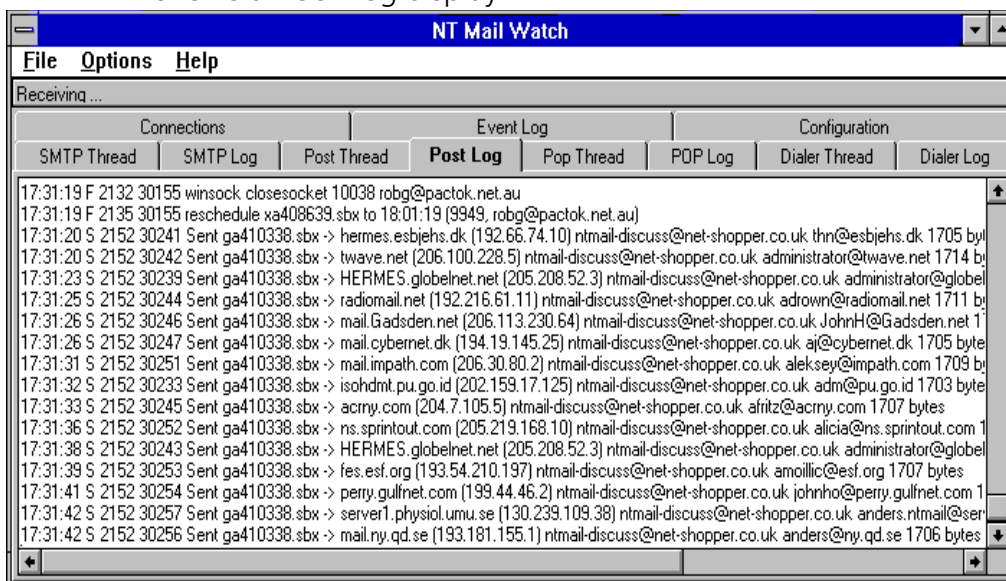 NT Mail Watch
File Options Help
Receiving ...
Connections Event Log Configuration
SMTP Thread SMTP Log Post Thread Post Log Pop Thread POP Log Dialer Thread Dialer Log
17:31:19 F 2132 30155 winsock closesocket 10038 robg@pactok.net.au
17:31:19 F 2135 30155 reschedule xa408639.sbx to 18:01:19 (9949, robg@pactok.net.au)
17:31:20 S 2152 30241 Sent ga410338.sbx -> hermes.esbjehs.dk (192.66.74.10) ntmail-discuss@net-shopper.co.uk thn@esbjehs.dk 1705
17:31:20 S 2152 30242 Sent ga410338.sbx -> twave.net (206.100.228.5) ntmail-discuss@net-shopper.co.uk administrator@twave.net 1714
17:31:23 S 2152 30239 Sent ga410338.sbx -> HERMES.globelnet.net (205.208.52.3) ntmail-discuss@net-shopper.co.uk administrator@globel
17:31:25 S 2152 30244 Sent ga410338.sbx -> radiomail.net (192.216.61.11) ntmail-discuss@net-shopper.co.uk adrown@radiomail.net 1711
17:31:26 S 2152 30246 Sent ga410338.sbx -> mail.Gadsden.net (206.113.230.64) ntmail-discuss@net-shopper.co.uk JohnH@Gadsden.net 1
17:31:26 S 2152 30247 Sent ga410338.sbx -> mail.cybernet.dk (194.19.145.25) ntmail-discuss@net-shopper.co.uk aj@cybernet.dk 1705 byte
17:31:31 S 2152 30251 Sent ga410338.sbx -> mail.impath.com (206.30.80.2) ntmail-discuss@net-shopper.co.uk aleksey@impath.com 1709
17:31:32 S 2152 30233 Sent ga410338.sbx -> isohdmt.pu.go.id (202.159.17.125) ntmail-discuss@net-shopper.co.uk adm@pu.go.id 1703 byte
17:31:33 S 2152 30245 Sent ga410338.sbx -> acrny.com (204.7.105.5) ntmail-discuss@net-shopper.co.uk afritz@acrny.com 1707 bytes
17:31:36 S 2152 30252 Sent ga410338.sbx -> ns.sprintout.com (205.219.168.10) ntmail-discuss@net-shopper.co.uk alicia@ns.sprintout.com 1
17:31:38 S 2152 30243 Sent ga410338.sbx -> HERMES.globelnet.net (205.208.52.3) ntmail-discuss@net-shopper.co.uk administrator@globel
17:31:39 S 2152 30253 Sent ga410338.sbx -> fes.esf.org (193.54.210.197) ntmail-discuss@net-shopper.co.uk amoillic@esf.org 1707 bytes
17:31:41 S 2152 30254 Sent ga410338.sbx -> perry.gulfnet.com (199.44.46.2) ntmail-discuss@net-shopper.co.uk johnho@perry.gulfnet.com 1
17:31:42 S 2152 30257 Sent ga410338.sbx -> server1.physiol.umu.se (130.239.109.38) ntmail-discuss@net-shopper.co.uk anders.ntmail@ser
17:31:42 S 2152 30256 Sent ga410338.sbx -> mail.ny.qd.se (193.181.155.1) ntmail-discuss@net-shopper.co.uk anders@ny.qd.se 1706 bytes